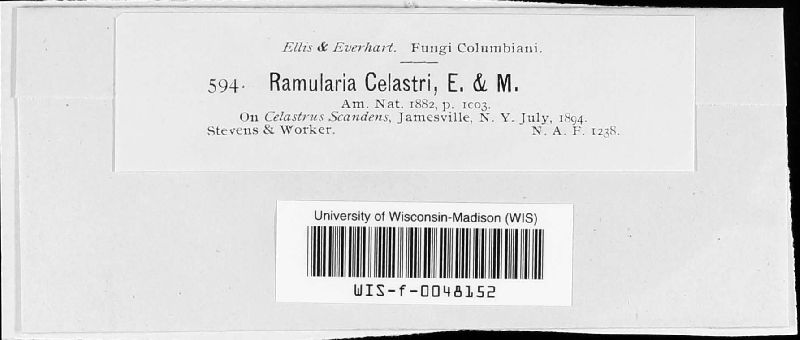 Ellis & Everhart. Fungi Columbiani.
594. Ramularia Celastri, E. & M.
Am. Nat. 1882, p. 1003.
On Celastrus Scandens, Jamesville, N. Y. July, 1894.
Stevens & Worker. N. A. F. 1238.
University of Wisconsin-Madison (WIS)
WIS-f-0048152